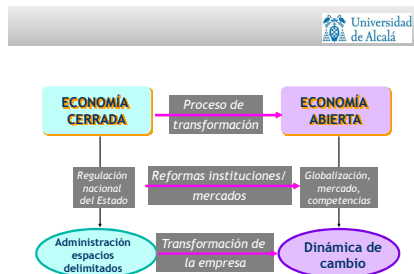 Universidad
de Alcalá
ECONOMÍA
CERRADA
Proceso de
transformación
ECONOMÍA
ABIERTA
Regulación
nacional
del Estado
Reformas instituciones/
mercados
Globalización,
mercado,
competencias
Administración
espacios
delimitados
Transformación de
la empresa
Dinámica de
cambio